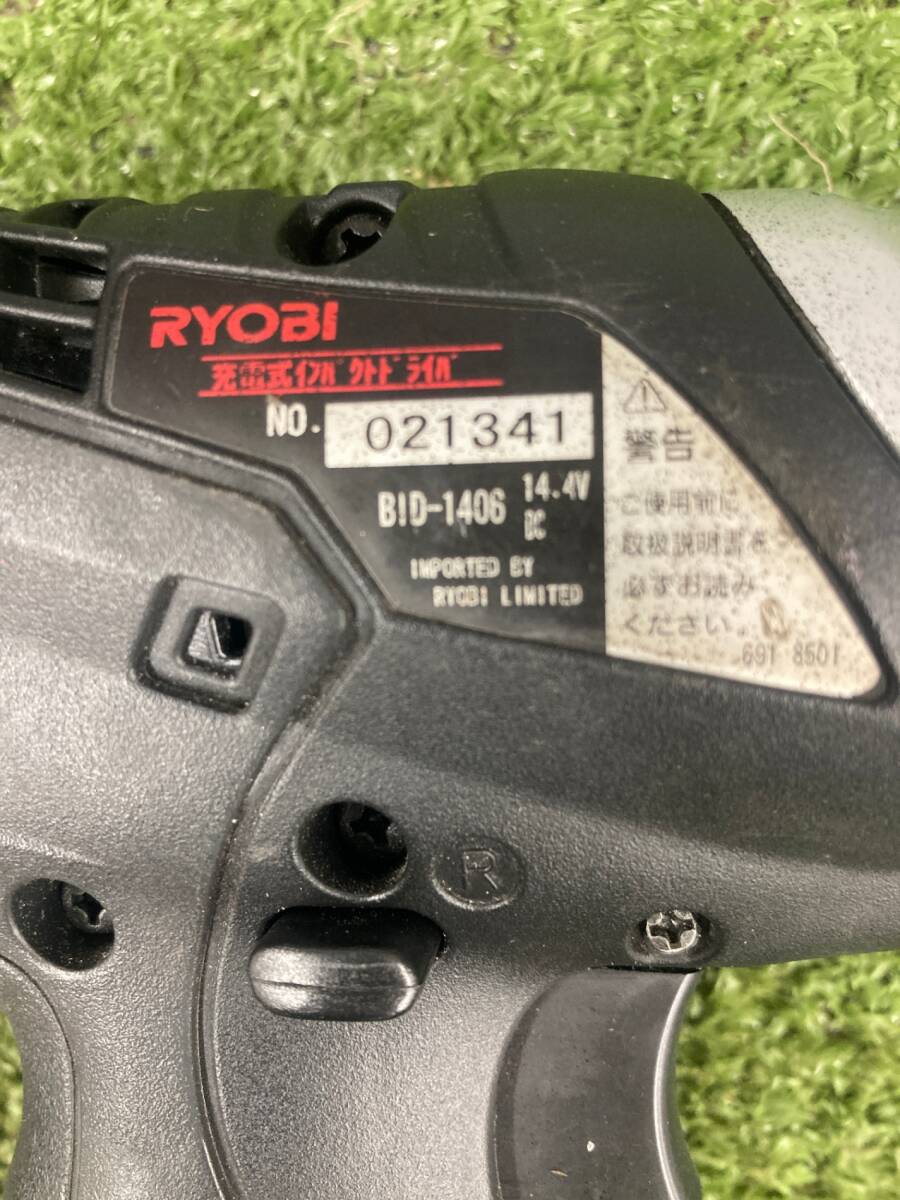 RYOBI
充電式インパクトドライバ
NO. 021341
BID-1406 14.4V
DC
IMPORTED BY
RYOBI LIMITED
警告
ご使用前に
取扱説明書を
必ずお読み
ください。
691 8501
R